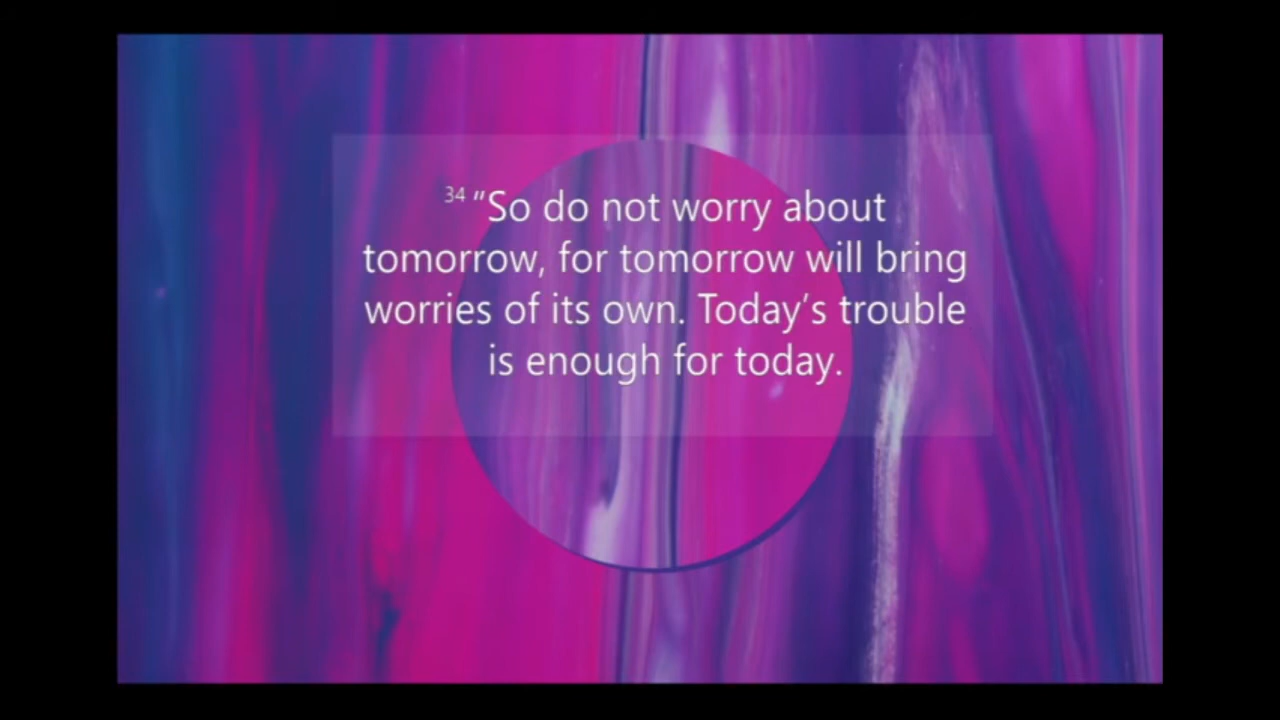 34 "So do not worry about
tomorrow, for tomorrow will bring
worries of its own. Today's trouble
is enough for today.